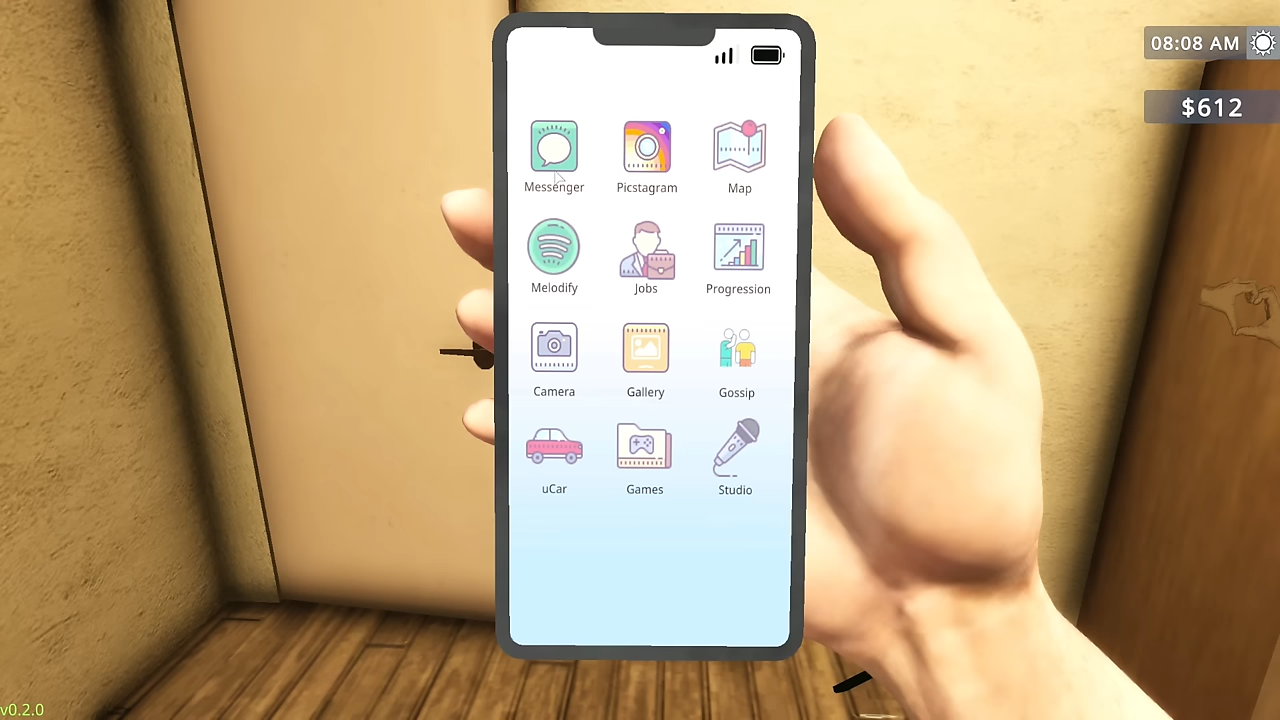 08:08 AM
$612
Messenger Picstagram Map
Melodify Jobs Progression
Camera Gallery Gossip
uCar Games Studio
v0.2.0